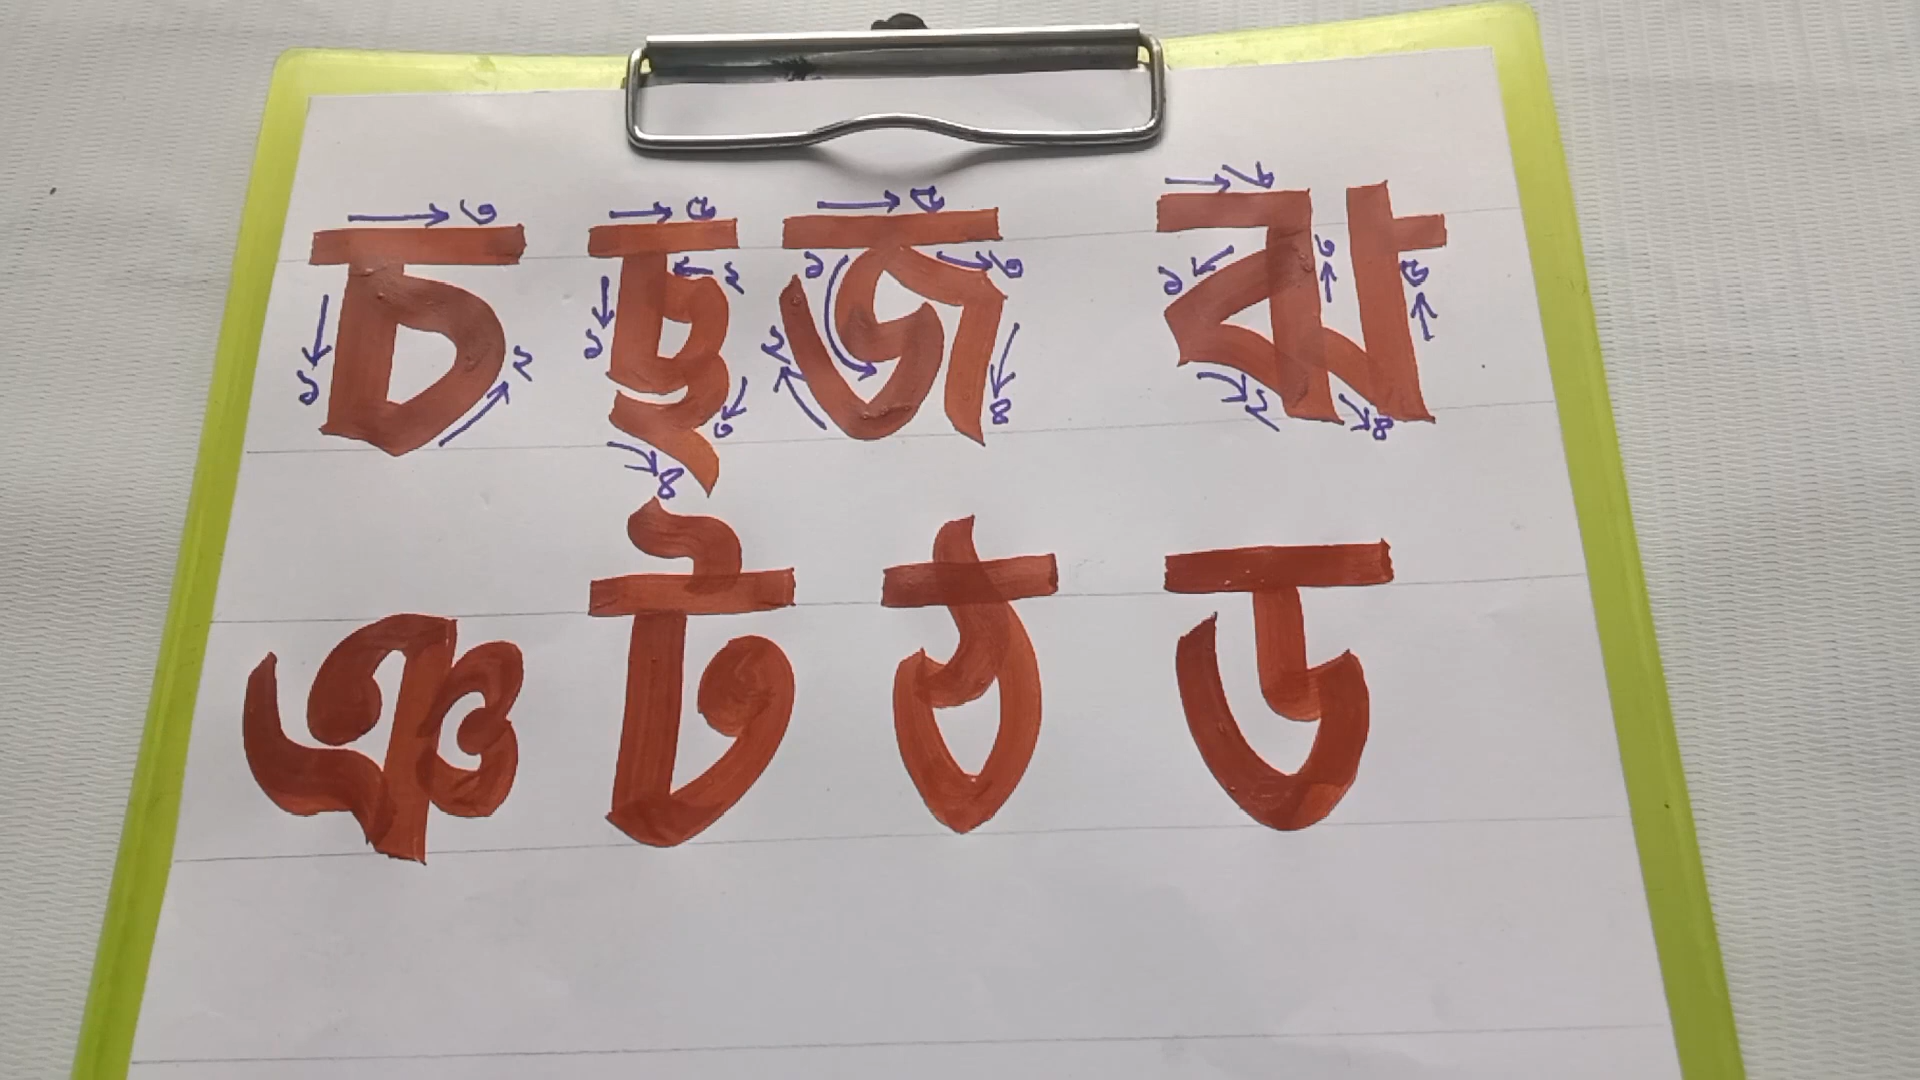 চ ছ জ ঝ
ঞ ট ঠ ড